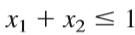 x₁ + x₂ ≤ 1